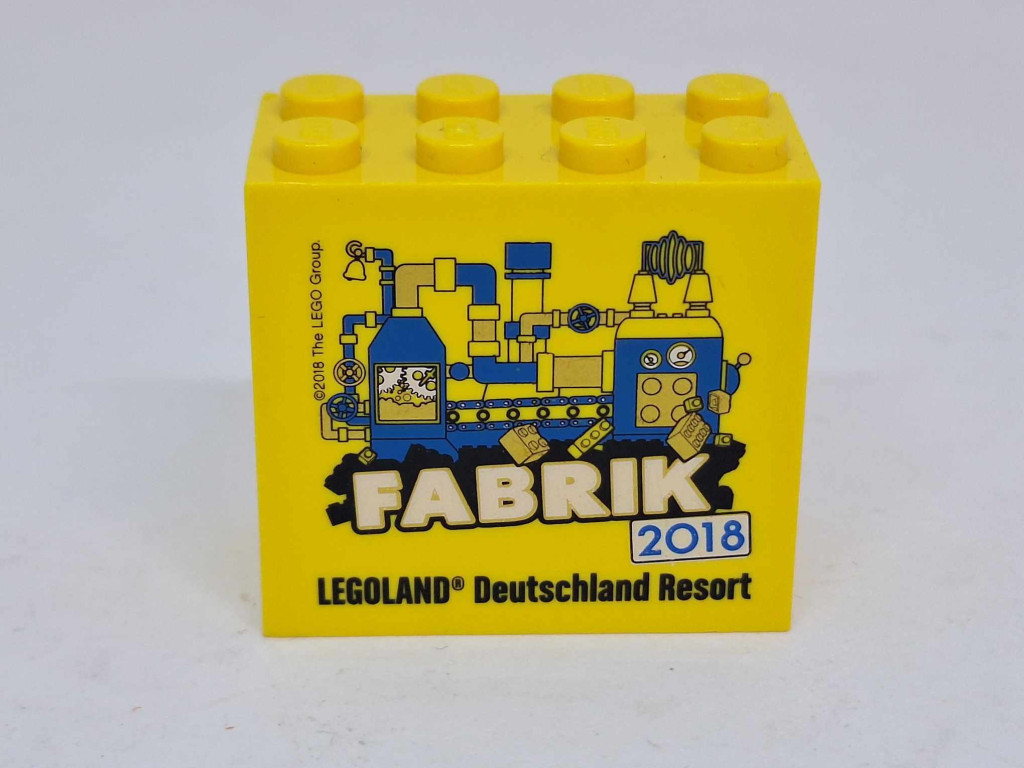 ©2018 The LEGO Group.
FABRIK
2018
LEGOLAND® Deutschland Resort